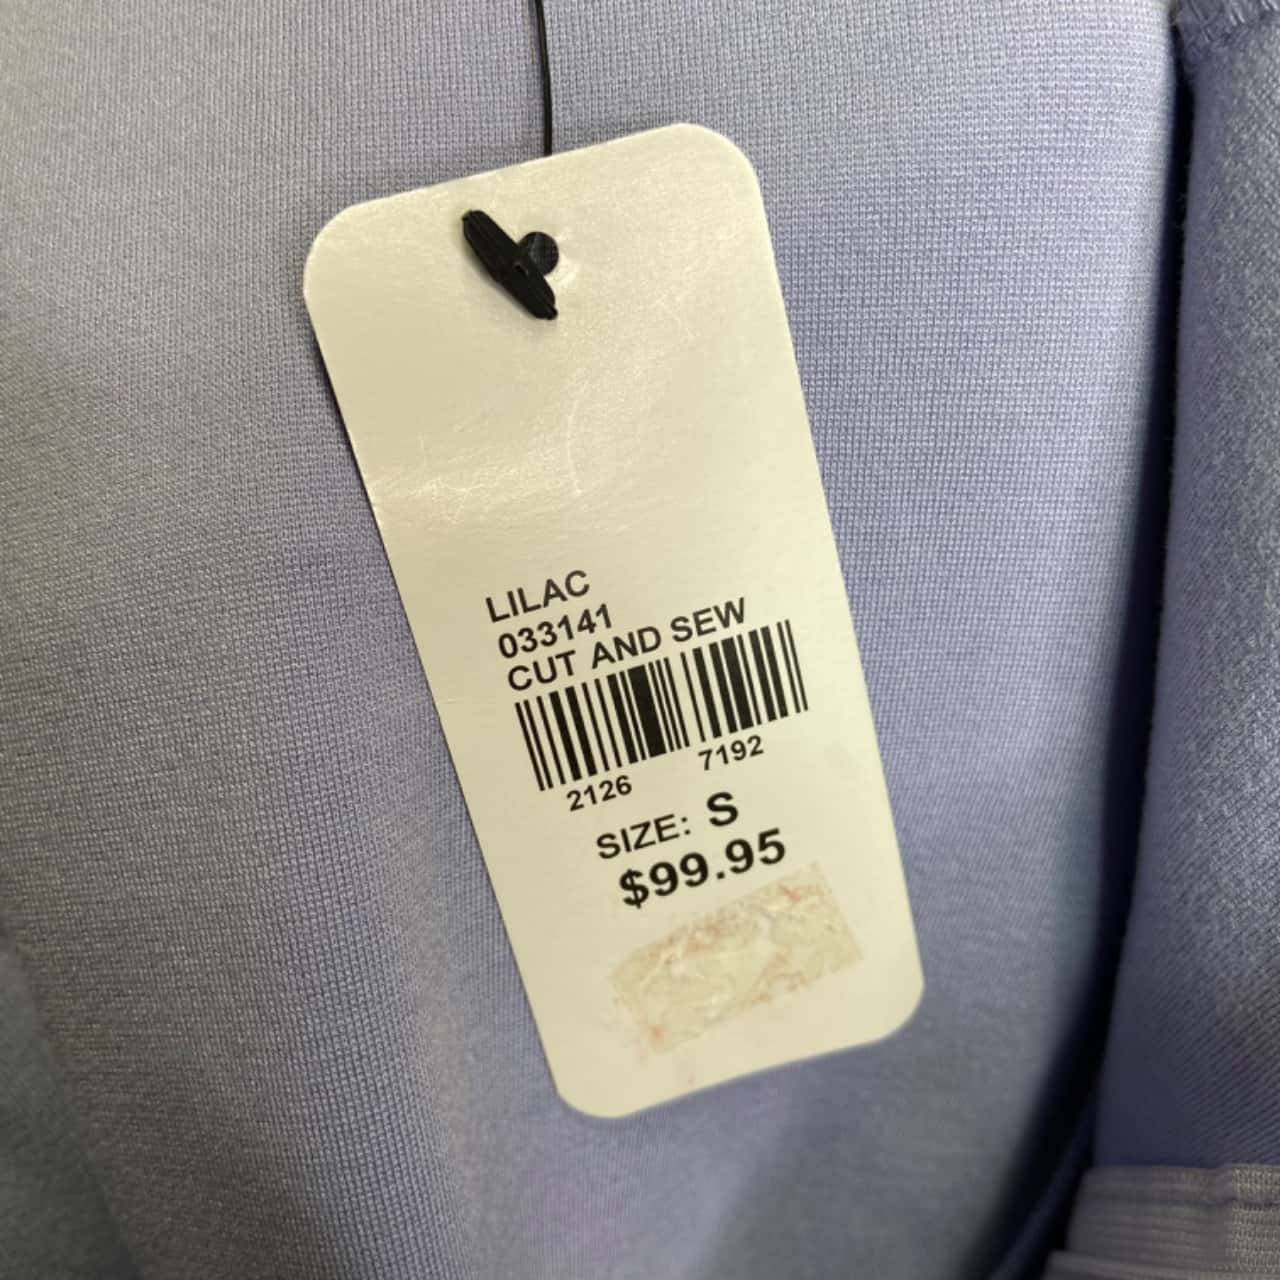 LILAC
033141
CUT AND SEW
2126 7192
SIZE: S
$99.95